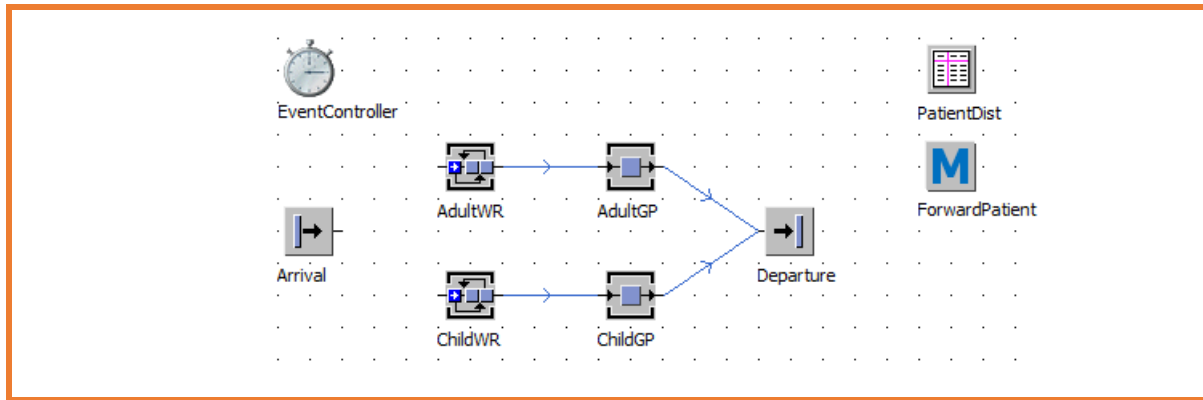 EventController
PatientDist
M
AdultWR
AdultGP
ForwardPatient
Arrival
Departure
ChildWR
ChildGP